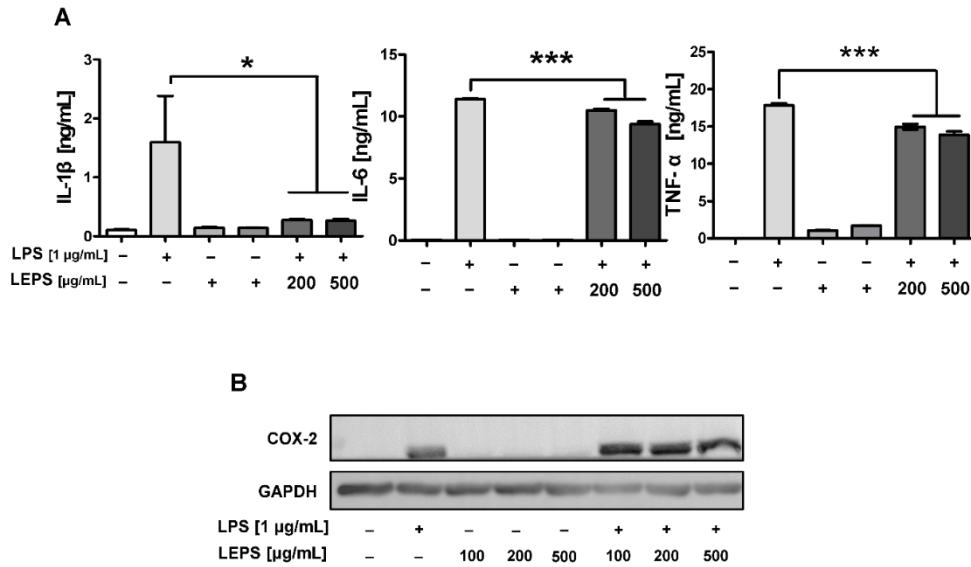 A
* *** ***
IL-1β [ng/mL] 3 2 1 0
IL-6 [ng/mL] 15 10 5 0
TNF- α [ng/mL] 25 20 15 10 5 0
LPS [1 µg/mL] – + – – + + – + – – + + – + – – + +
LEPS [µg/mL] – – + + 200 500 – – + + 200 500 – – + + 200 500
B
COX-2
GAPDH
LPS [1 µg/mL] – + – – – + + +
LEPS [µg/mL] – – 100 200 500 100 200 500